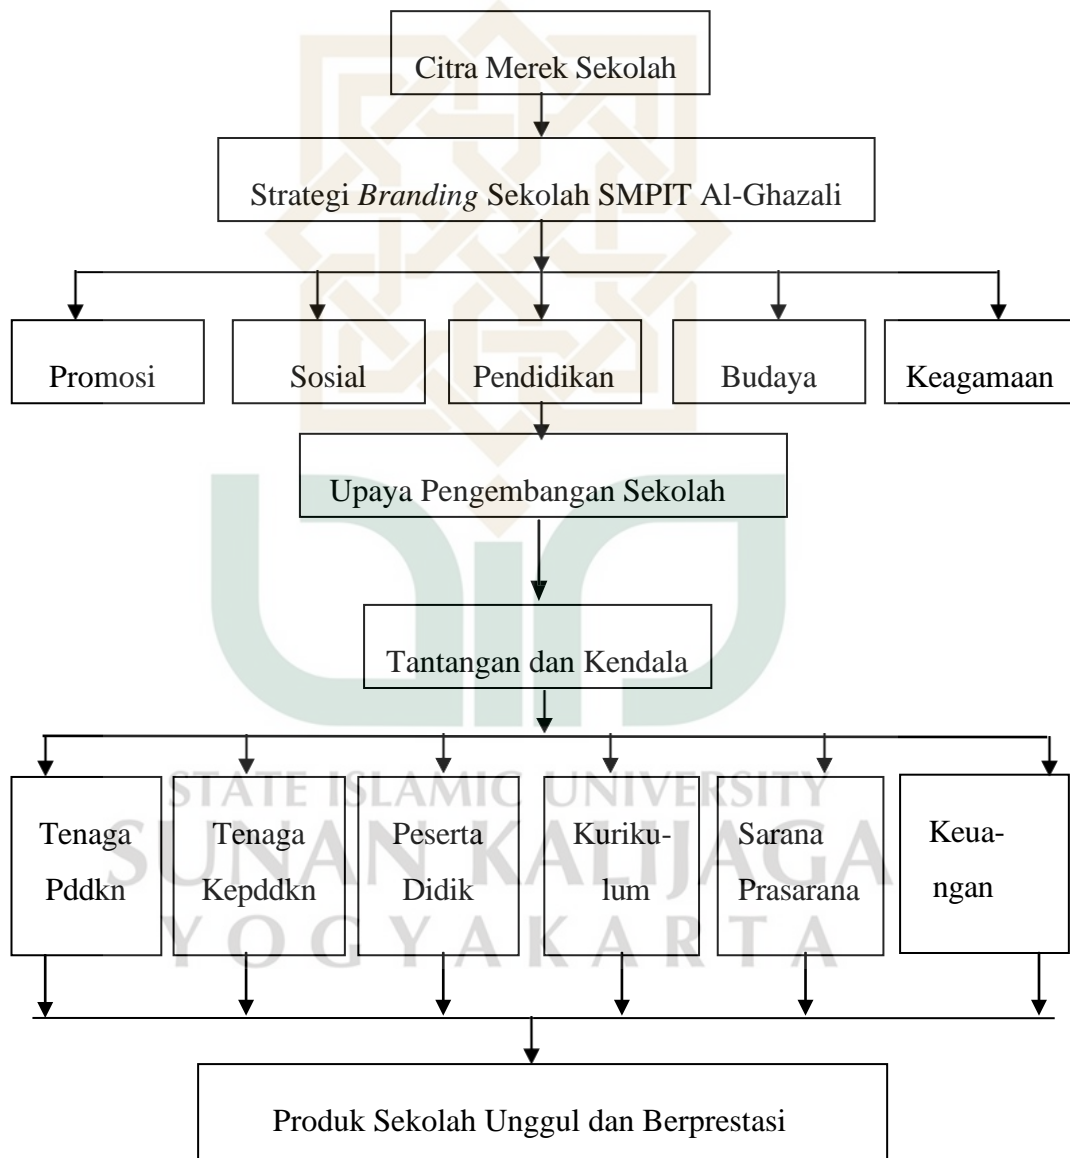 Citra Merek Sekolah
Strategi Branding Sekolah SMPIT Al-Ghazali
Promosi
Sosial
Pendidikan
Budaya
Keagamaan
Upaya Pengembangan Sekolah
Tantangan dan Kendala
Tenaga
Pddkn
Tenaga
Kepddkn
Peserta
Didik
Kuriku-
lum
Sarana
Prasarana
Keua-
ngan
STATE ISLAMIC UNIVERSITY
SUNAN KALIJAGA
YOGYAKARTA
Produk Sekolah Unggul dan Berprestasi